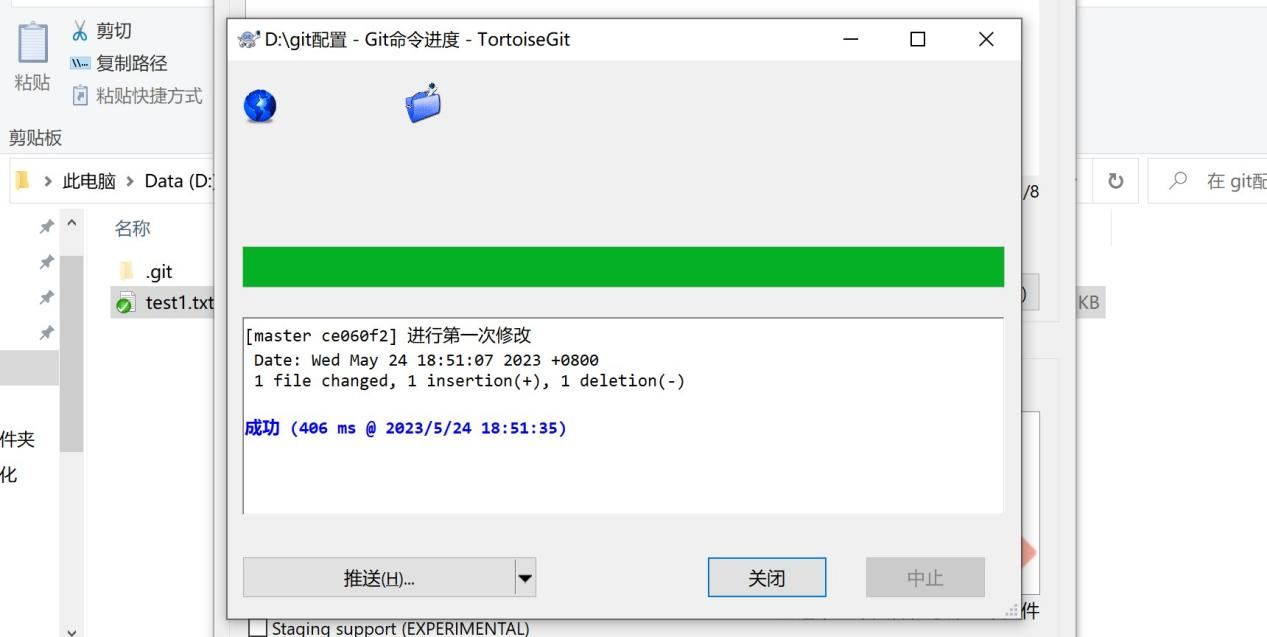 剪切
复制路径
粘贴快捷方式
粘贴
剪贴板
此电脑 Data (D:)
在 git配
名称
.git
test1.txt
件夹
化
D:\git配置 - Git命令进度 - TortoiseGit
[master ce060f2] 进行第一次修改
Date: Wed May 24 18:51:07 2023 +0800
1 file changed, 1 insertion(+), 1 deletion(-)
成功 (406 ms @ 2023/5/24 18:51:35)
推送(H)...
关闭
中止
/8
)
KB
件
Staging support (EXPERIMENTAL)